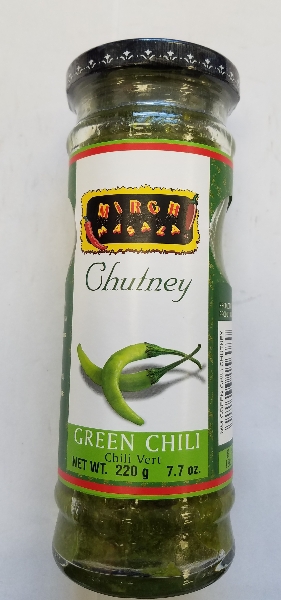 MIRCH
MASALA
Chutney
GREEN CHILI
Chili Vert
NET WT. 220 g 7.7 oz.